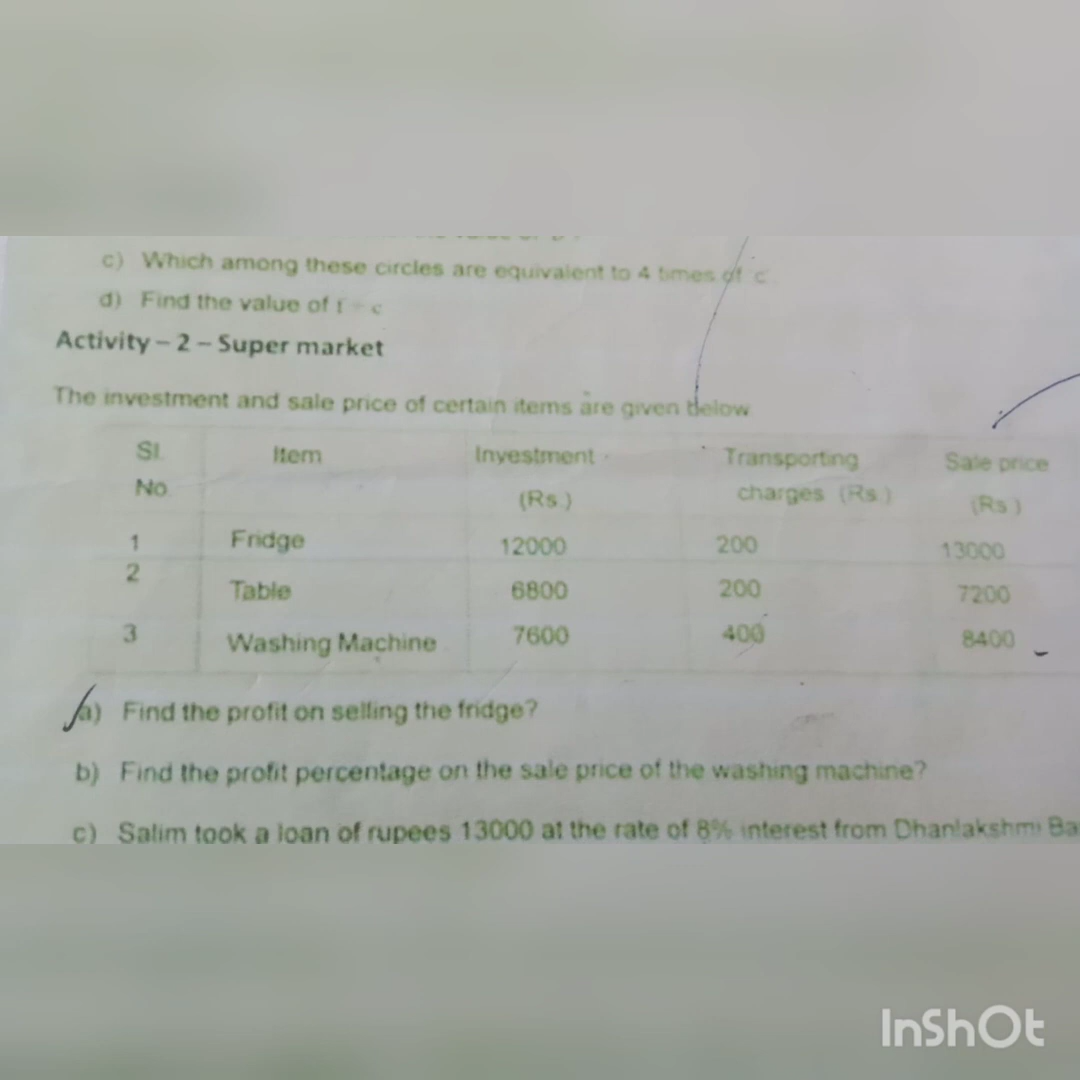 c) Which among these circles are equivalent to 4 times of c
d) Find the value of f ÷ c
Activity – 2 – Super market
The investment and sale price of certain items are given below
Sl. Item Investment Transporting Sale price
No (Rs.) charges (Rs.) (Rs.)
1 Fridge 12000 200 13000
2 Table 6800 200 7200
3 Washing Machine 7600 400 8400
a) Find the profit on selling the fridge?
b) Find the profit percentage on the sale price of the washing machine?
c) Salim took a loan of rupees 13000 at the rate of 8% interest from Dhanlakshmi Ba
InShOt